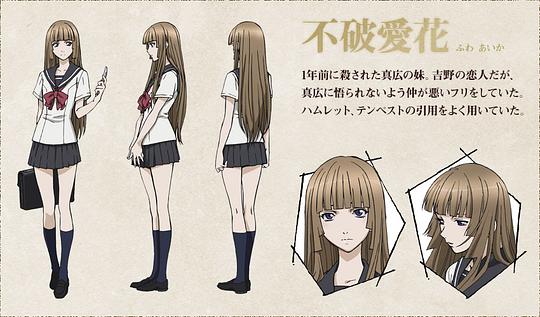 不破愛花 ふわ あいか
1年前に殺された真広の妹。吉野の恋人だが、
真広に悟られないよう仲が悪いフリをしていた。
ハムレット、テンペストの引用をよく用いていた。